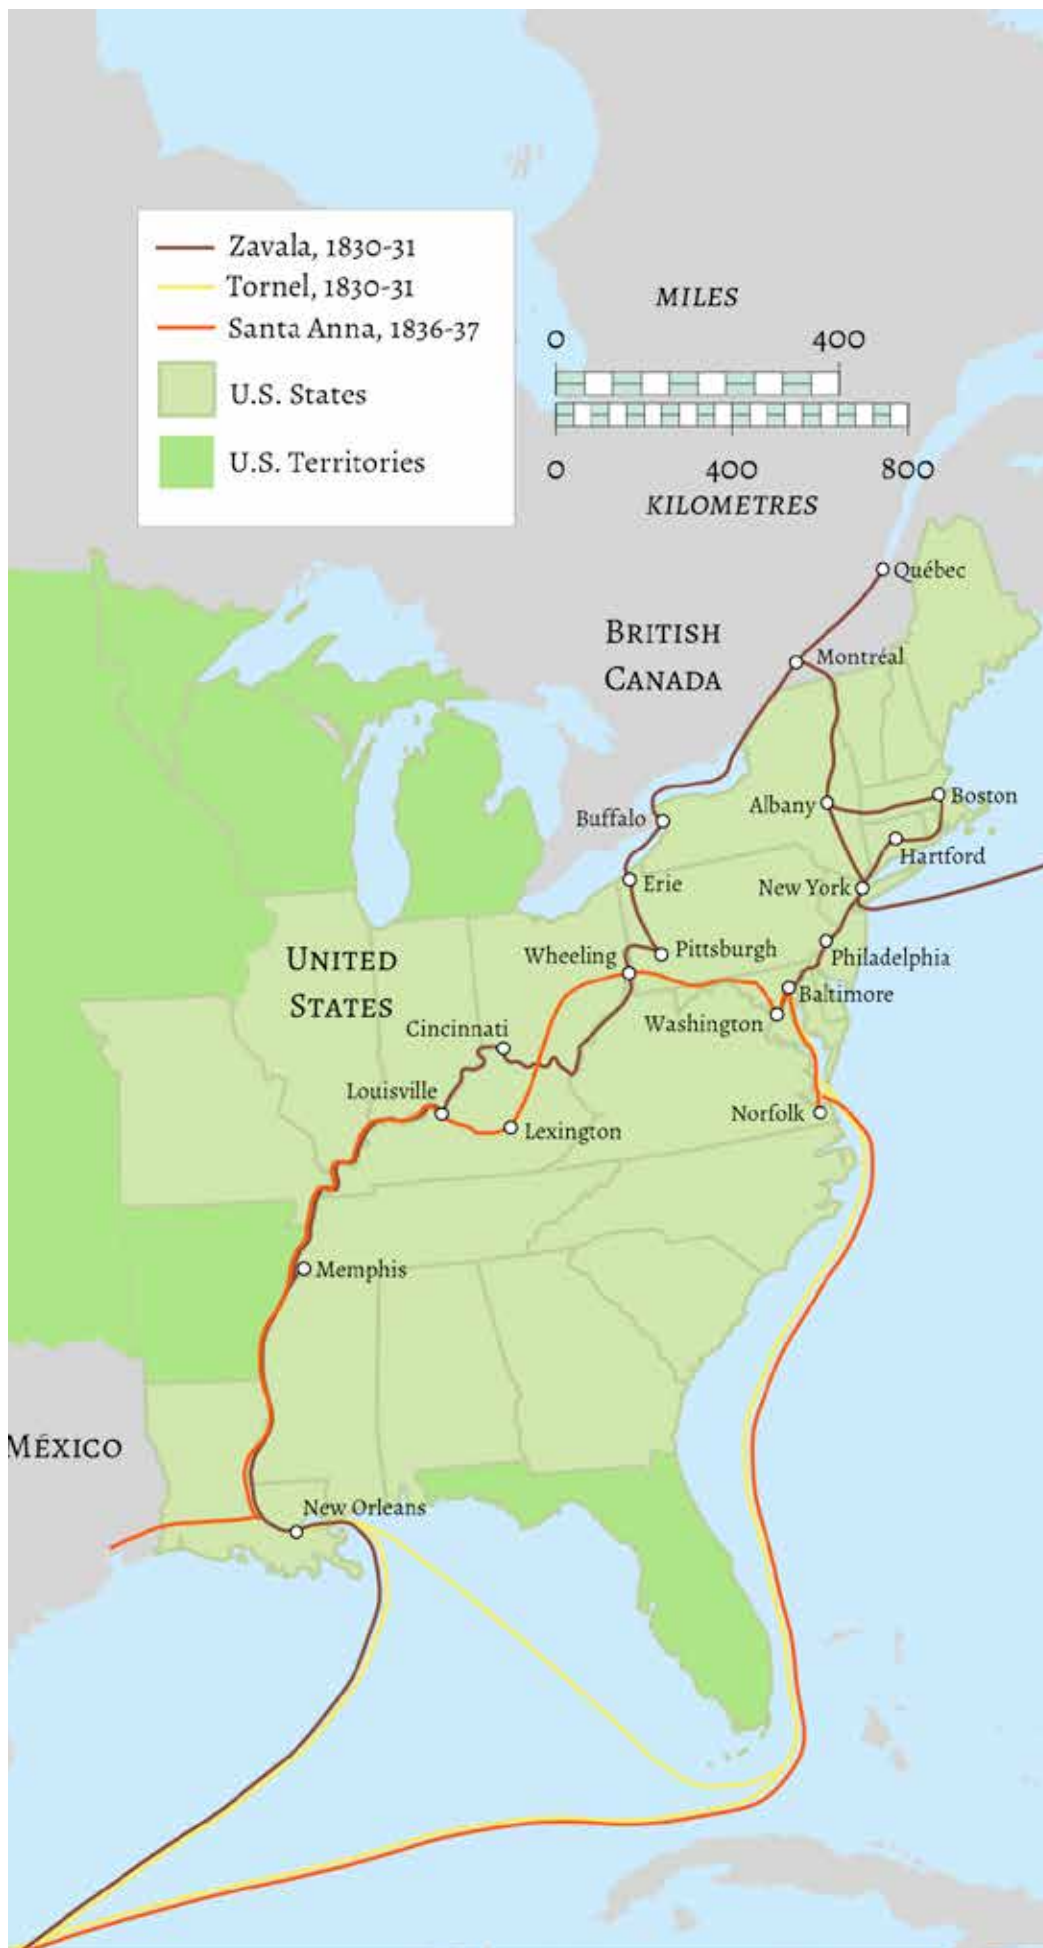 Zavala, 1830-31
Tornel, 1830-31
Santa Anna, 1836-37
U.S. States
U.S. Territories
MILES
0 400
0 400 800
KILOMETRES
Québec
BRITISH
CANADA
Montréal
Albany
Boston
Buffalo
Hartford
Erie
New York
UNITED
STATES
Wheeling
Pittsburgh
Philadelphia
Baltimore
Washington
Cincinnati
Louisville
Lexington
Norfolk
Memphis
MÉXICO
New Orleans